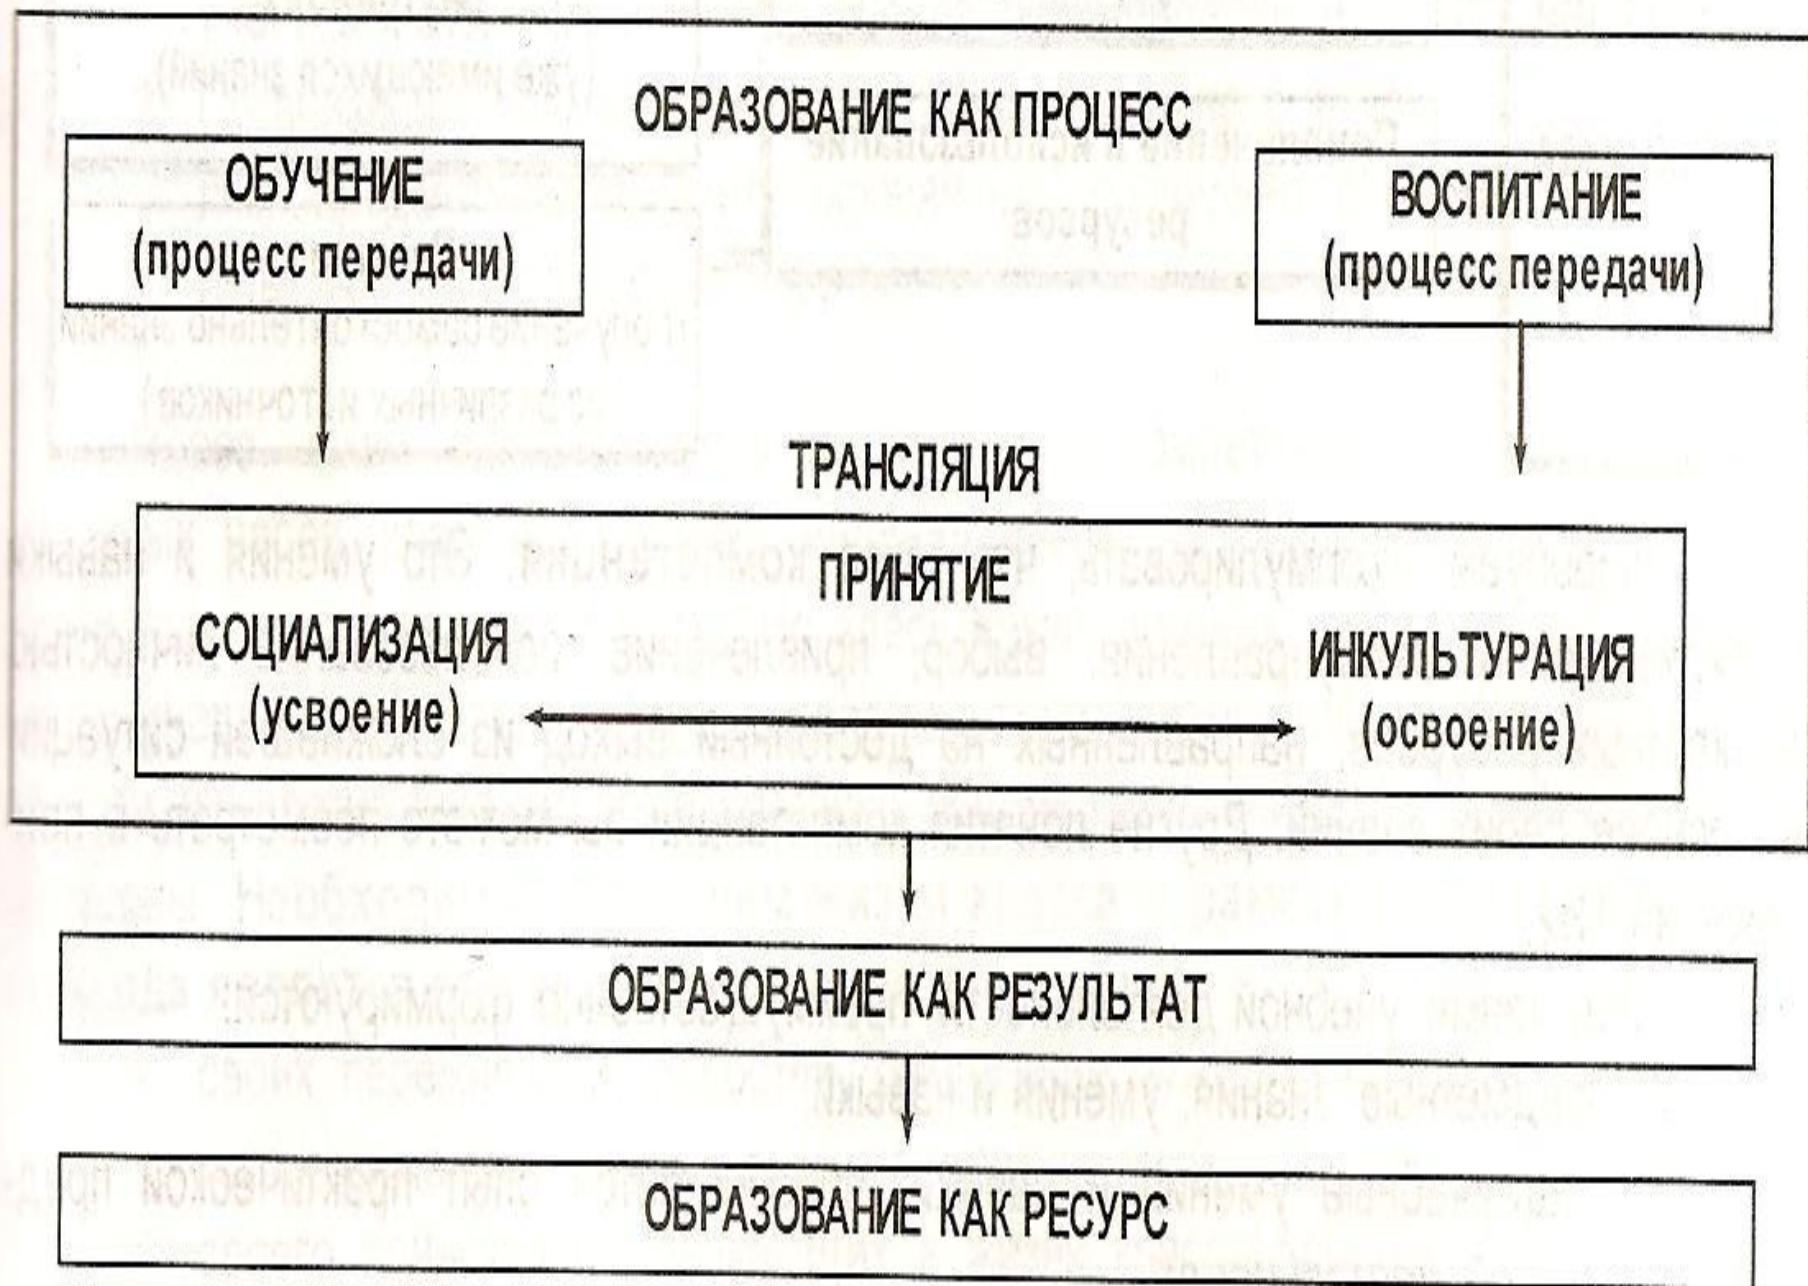 ОБРАЗОВАНИЕ КАК ПРОЦЕСС
ОБУЧЕНИЕ
(процесс передачи)
ВОСПИТАНИЕ
(процесс передачи)
ТРАНСЛЯЦИЯ
ПРИНЯТИЕ
СОЦИАЛИЗАЦИЯ
(усвоение)
ИНКУЛЬТУРАЦИЯ
(освоение)
ОБРАЗОВАНИЕ КАК РЕЗУЛЬТАТ
ОБРАЗОВАНИЕ КАК РЕСУРС